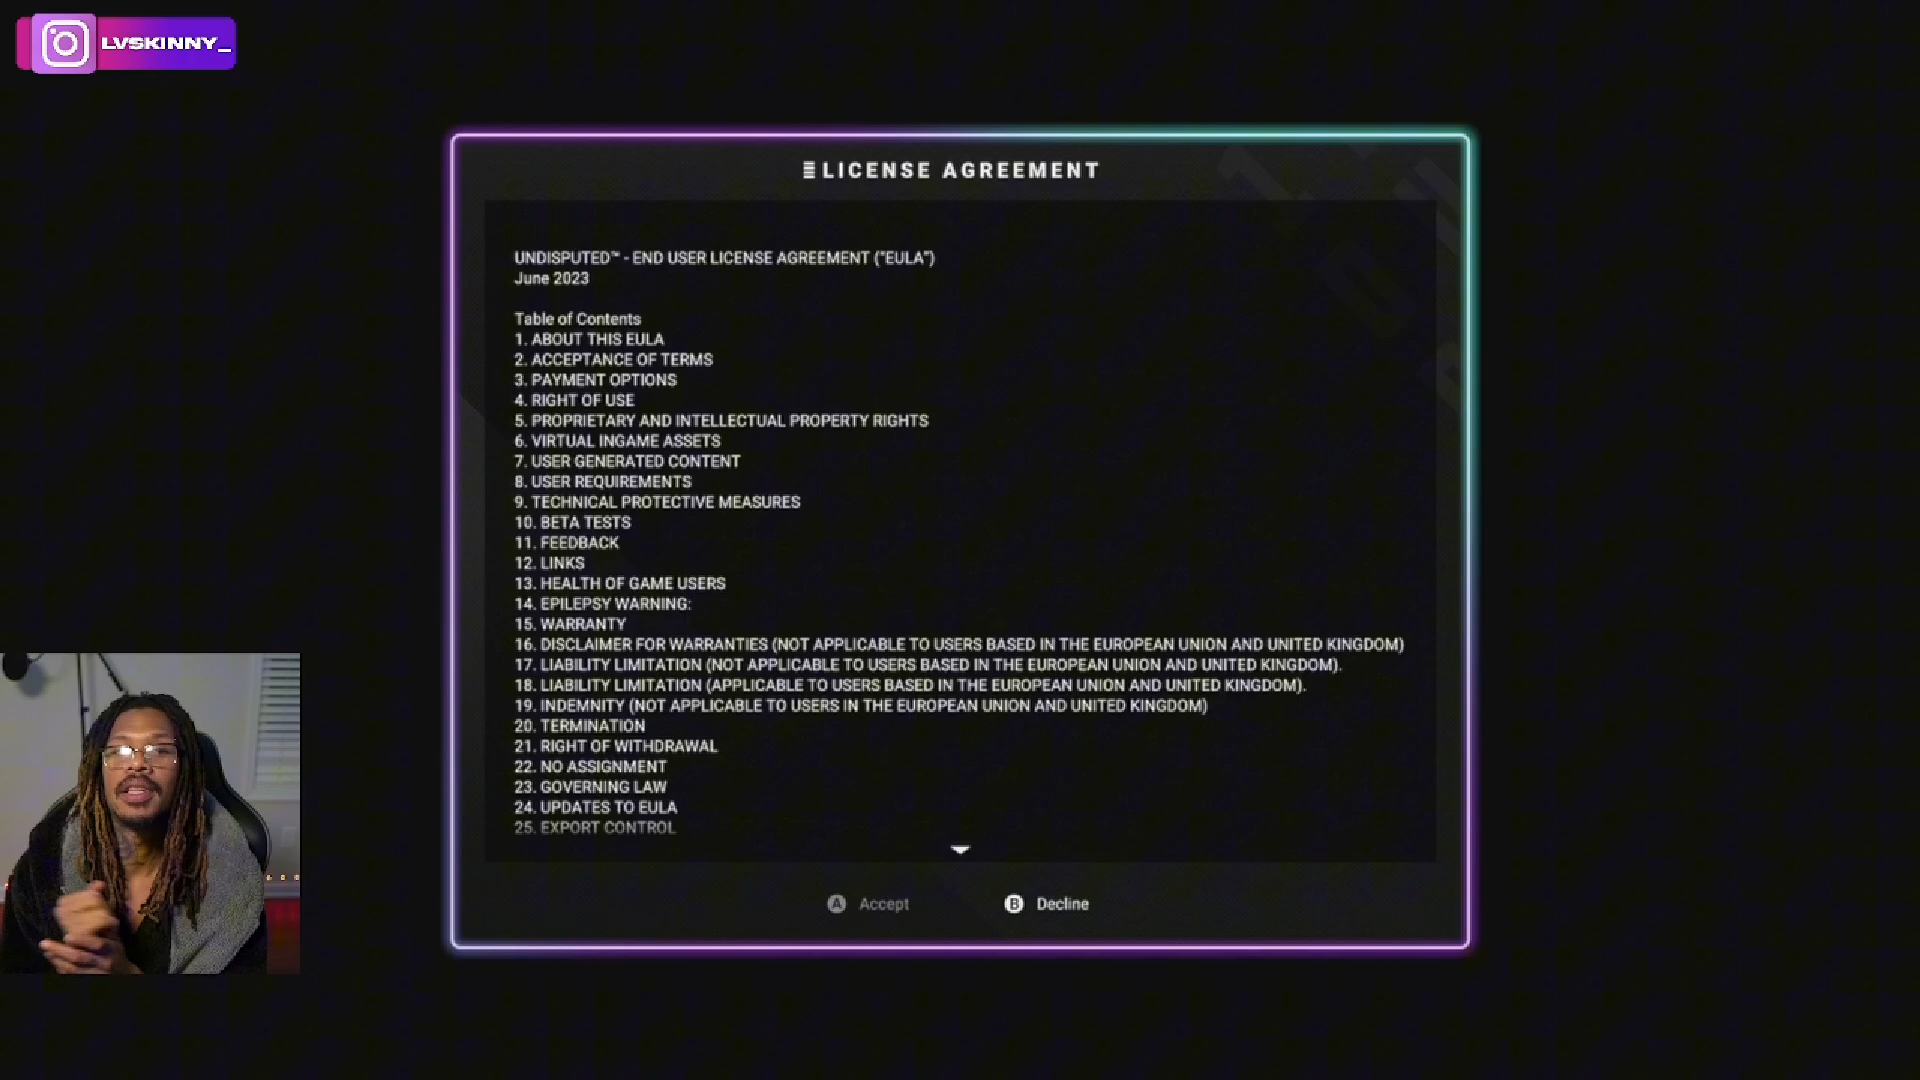 LVSKINNY_
LICENSE AGREEMENT
UNDISPUTED™ - END USER LICENSE AGREEMENT ("EULA")
June 2023
Table of Contents
1. ABOUT THIS EULA
2. ACCEPTANCE OF TERMS
3. PAYMENT OPTIONS
4. RIGHT OF USE
5. PROPRIETARY AND INTELLECTUAL PROPERTY RIGHTS
6. VIRTUAL INGAME ASSETS
7. USER GENERATED CONTENT
8. USER REQUIREMENTS
9. TECHNICAL PROTECTIVE MEASURES
10. BETA TESTS
11. FEEDBACK
12. LINKS
13. HEALTH OF GAME USERS
14. EPILEPSY WARNING:
15. WARRANTY
16. DISCLAIMER FOR WARRANTIES (NOT APPLICABLE TO USERS BASED IN THE EUROPEAN UNION AND UNITED KINGDOM)
17. LIABILITY LIMITATION (NOT APPLICABLE TO USERS BASED IN THE EUROPEAN UNION AND UNITED KINGDOM).
18. LIABILITY LIMITATION (APPLICABLE TO USERS BASED IN THE EUROPEAN UNION AND UNITED KINGDOM).
19. INDEMNITY (NOT APPLICABLE TO USERS IN THE EUROPEAN UNION AND UNITED KINGDOM)
20. TERMINATION
21. RIGHT OF WITHDRAWAL
22. NO ASSIGNMENT
23. GOVERNING LAW
24. UPDATES TO EULA
25. EXPORT CONTROL
A Accept
B Decline